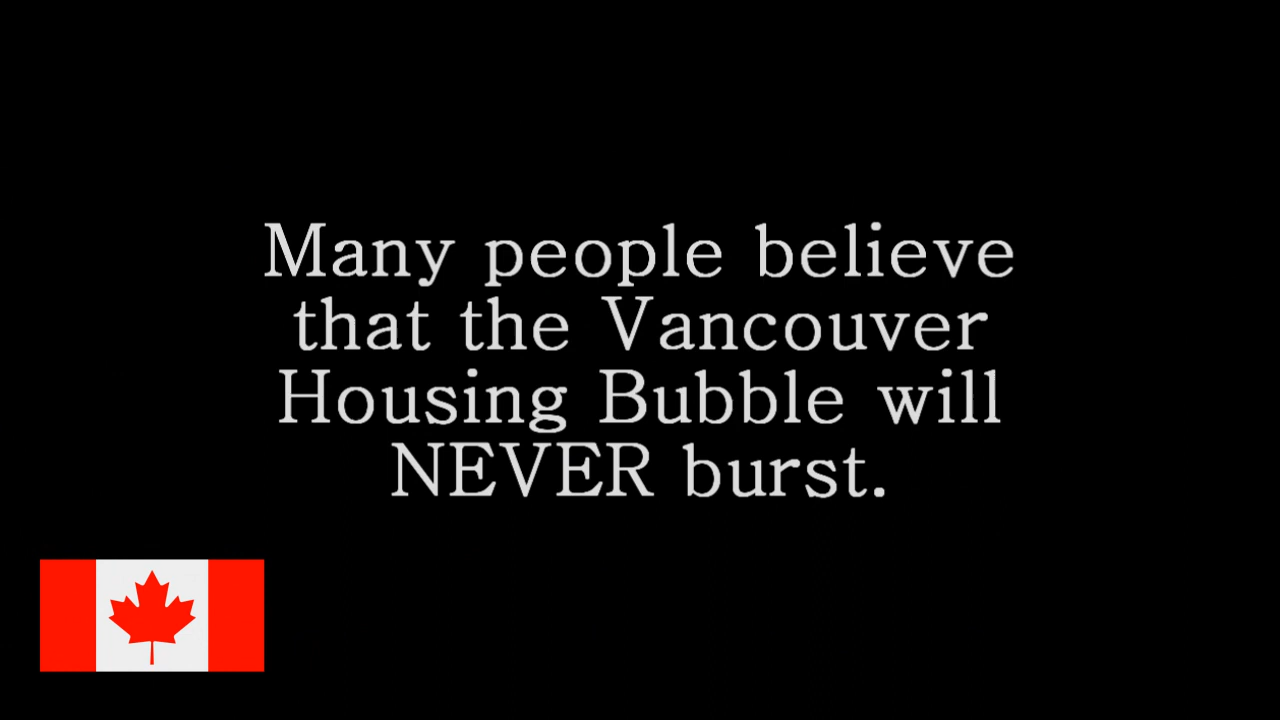 Many people believe
that the Vancouver
Housing Bubble will
NEVER burst.